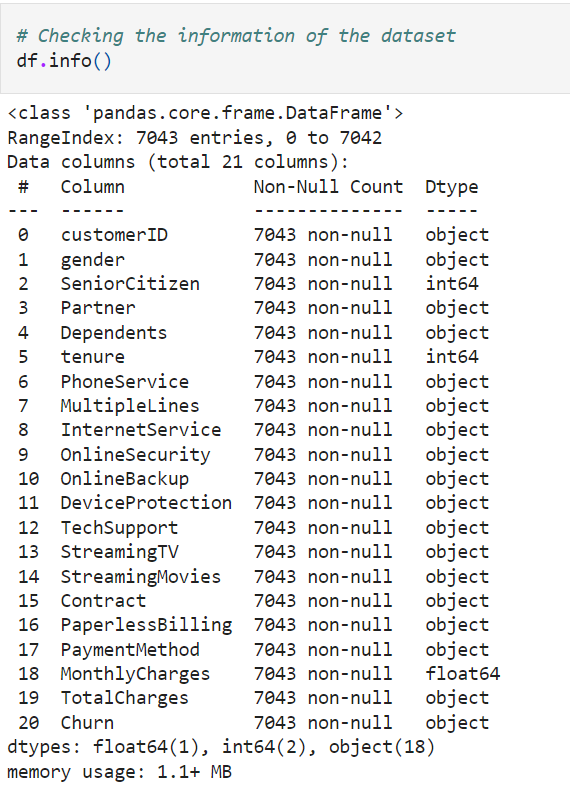 # Checking the information of the dataset
df.info()
<class 'pandas.core.frame.DataFrame'>
RangeIndex: 7043 entries, 0 to 7042
Data columns (total 21 columns):
 #   Column            Non-Null Count  Dtype
---  ------            --------------  -----
 0   customerID        7043 non-null   object
 1   gender            7043 non-null   object
 2   SeniorCitizen     7043 non-null   int64
 3   Partner           7043 non-null   object
 4   Dependents        7043 non-null   object
 5   tenure            7043 non-null   int64
 6   PhoneService      7043 non-null   object
 7   MultipleLines     7043 non-null   object
 8   InternetService   7043 non-null   object
 9   OnlineSecurity    7043 non-null   object
 10  OnlineBackup      7043 non-null   object
 11  DeviceProtection  7043 non-null   object
 12  TechSupport       7043 non-null   object
 13  StreamingTV       7043 non-null   object
 14  StreamingMovies   7043 non-null   object
 15  Contract          7043 non-null   object
 16  PaperlessBilling  7043 non-null   object
 17  PaymentMethod     7043 non-null   object
 18  MonthlyCharges    7043 non-null   float64
 19  TotalCharges      7043 non-null   object
 20  Churn             7043 non-null   object
dtypes: float64(1), int64(2), object(18)
memory usage: 1.1+ MB